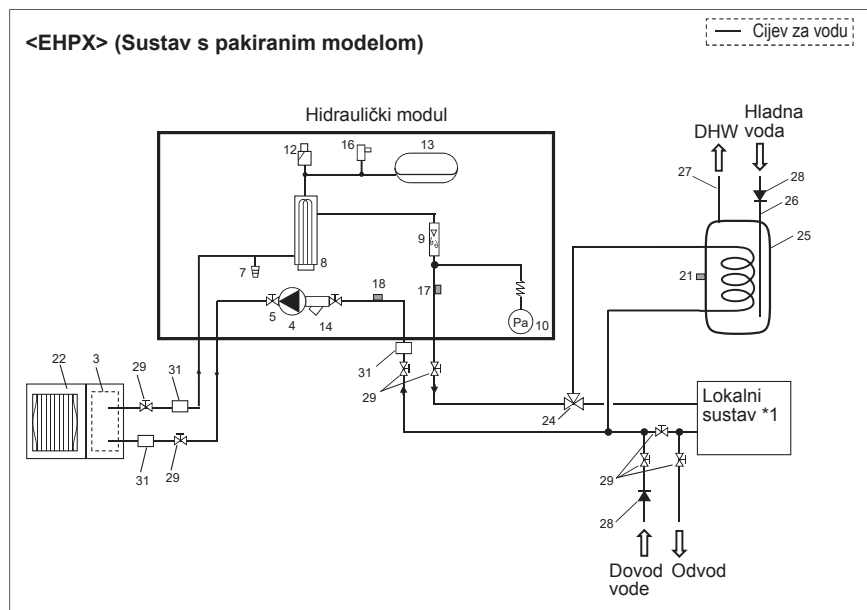 <EHPX> (Sustav s pakiranim modelom)
Cijev za vodu
Hidraulički modul
DHW
Hladna
voda
12
16
13
27
28
26
25
9
8
7
18
17
21
5
4
14
Pa
10
22
3
29
31
31
29
24
Lokalni
sustav *1
31
29
29
28
Dovod
vode
Odvod